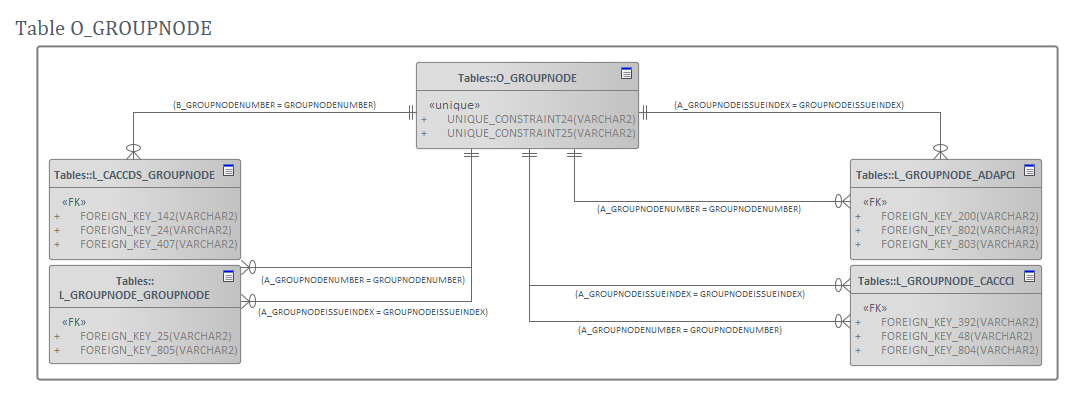 Table O_GROUPNODE
Tables::O_GROUPNODE
«unique»
+ UNIQUE_CONSTRAINT24(VARCHAR2)
+ UNIQUE_CONSTRAINT25(VARCHAR2)
(B_GROUPNODENUMBER = GROUPNODENUMBER)
(A_GROUPNODEISSUEINDEX = GROUPNODEISSUEINDEX)
Tables::L_CACCDS_GROUPNODE
«FK»
+ FOREIGN_KEY_142(VARCHAR2)
+ FOREIGN_KEY_24(VARCHAR2)
+ FOREIGN_KEY_407(VARCHAR2)
Tables::L_GROUPNODE_ADAPCI
«FK»
+ FOREIGN_KEY_200(VARCHAR2)
+ FOREIGN_KEY_802(VARCHAR2)
+ FOREIGN_KEY_803(VARCHAR2)
(A_GROUPNODENUMBER = GROUPNODENUMBER)
(A_GROUPNODENUMBER = GROUPNODENUMBER)
(A_GROUPNODEISSUEINDEX = GROUPNODEISSUEINDEX)
Tables::
L_GROUPNODE_GROUPNODE
«FK»
+ FOREIGN_KEY_25(VARCHAR2)
+ FOREIGN_KEY_805(VARCHAR2)
(A_GROUPNODEISSUEINDEX = GROUPNODEISSUEINDEX)
(A_GROUPNODENUMBER = GROUPNODENUMBER)
Tables::L_GROUPNODE_CACCCI
«FK»
+ FOREIGN_KEY_392(VARCHAR2)
+ FOREIGN_KEY_48(VARCHAR2)
+ FOREIGN_KEY_804(VARCHAR2)